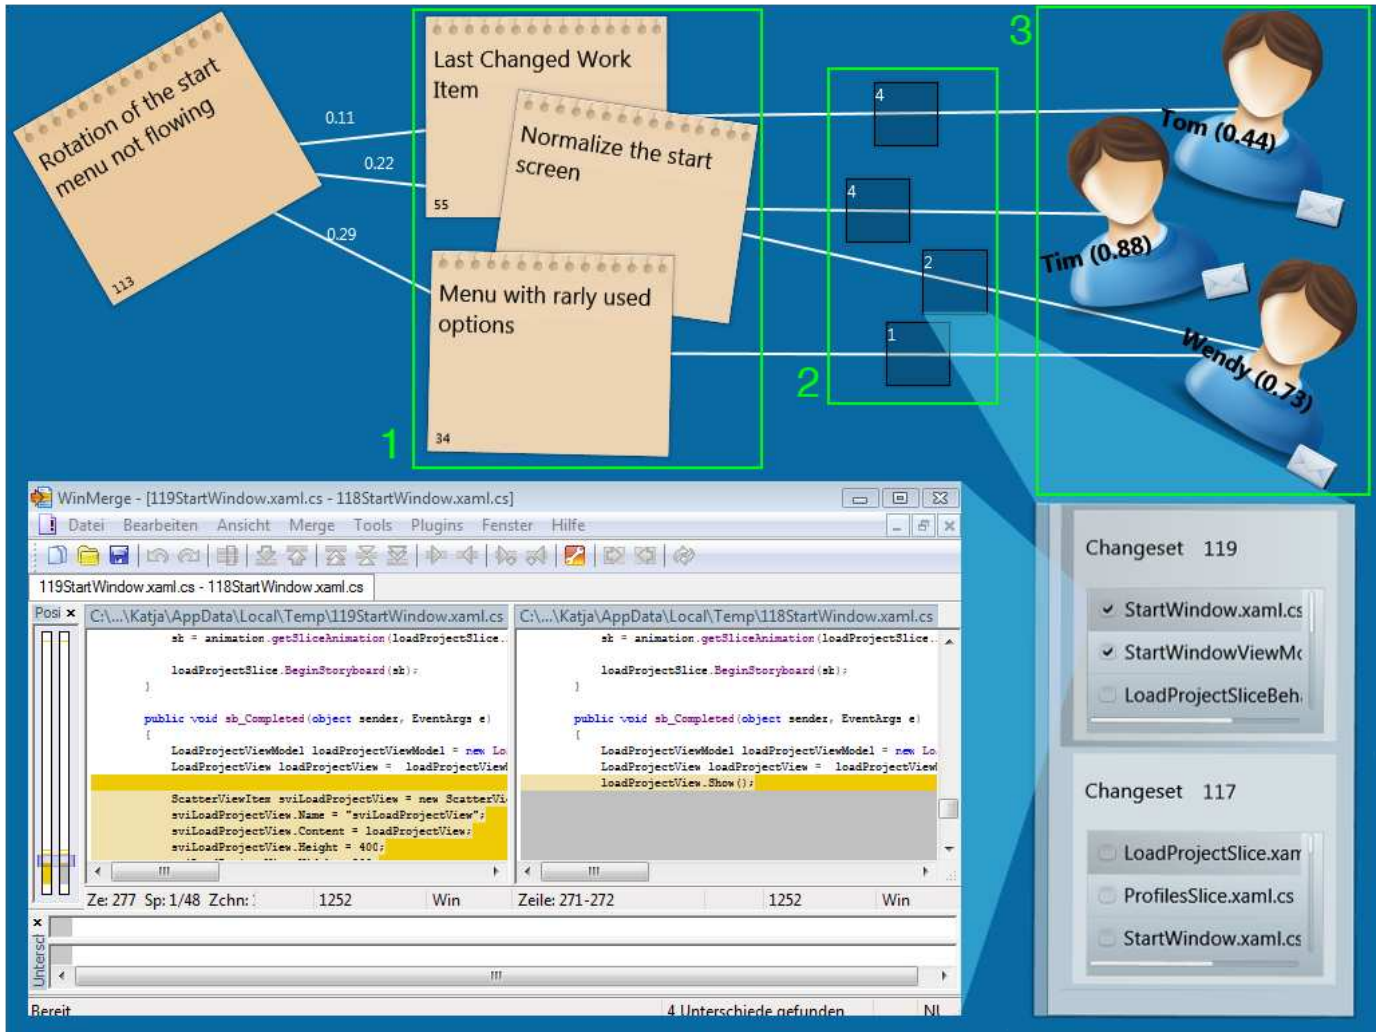 3
Rotation of the start
menu not flowing
113
0.11
0.22
0.29
Last Changed Work
Item
55
Normalize the start
screen
Menu with rarly used
options
34
1
4
4
2
1
2
Tom (0.44)
Tim (0.88)
Wendy (0.73)
WinMerge - [119StartWindow.xaml.cs - 118StartWindow.xaml.cs]
Datei Bearbeiten Ansicht Merge Tools Plugins Fenster Hilfe
119StartWindow.xaml.cs - 118StartWindow.xaml.cs
Posi
C:\...\Katja\AppData\Local\Temp\119StartWindow.xaml.cs
sb = animation.getSliceAnimation(loadProjectSlice..
loadProjectSlice.BeginStoryboard(sb);
}
public void sb_Completed(object sender, EventArgs e)
{
LoadProjectViewModel loadProjectViewModel = new Lo
LoadProjectView loadProjectView = loadProjectView
ScatterViewItem sviLoadProjectView = new ScatterVi
sviLoadProjectView.Name = "sviLoadProjectView";
sviLoadProjectView.Content = loadProjectView;
sviLoadProjectView.Height = 400;
C:\...\Katja\AppData\Local\Temp\118StartWindow.xaml.cs
sb = animation.getSliceAnimation(loadProjectSlice.
loadProjectSlice.BeginStoryboard(sb);
}
public void sb_Completed(object sender, EventArgs e)
{
LoadProjectViewModel loadProjectViewModel = new Lo
LoadProjectView loadProjectView = loadProjectView
loadProjectView.Show();
Ze: 277 Sp: 1/48 Zchn: 1252 Win
Zeile: 271-272 1252 Win
Untersch
Bereit 4 Unterschiede gefunden NU
Changeset 119
StartWindow.xaml.cs
StartWindowViewMo
LoadProjectSliceBeh
Changeset 117
LoadProjectSlice.xam
ProfilesSlice.xaml.cs
StartWindow.xaml.cs